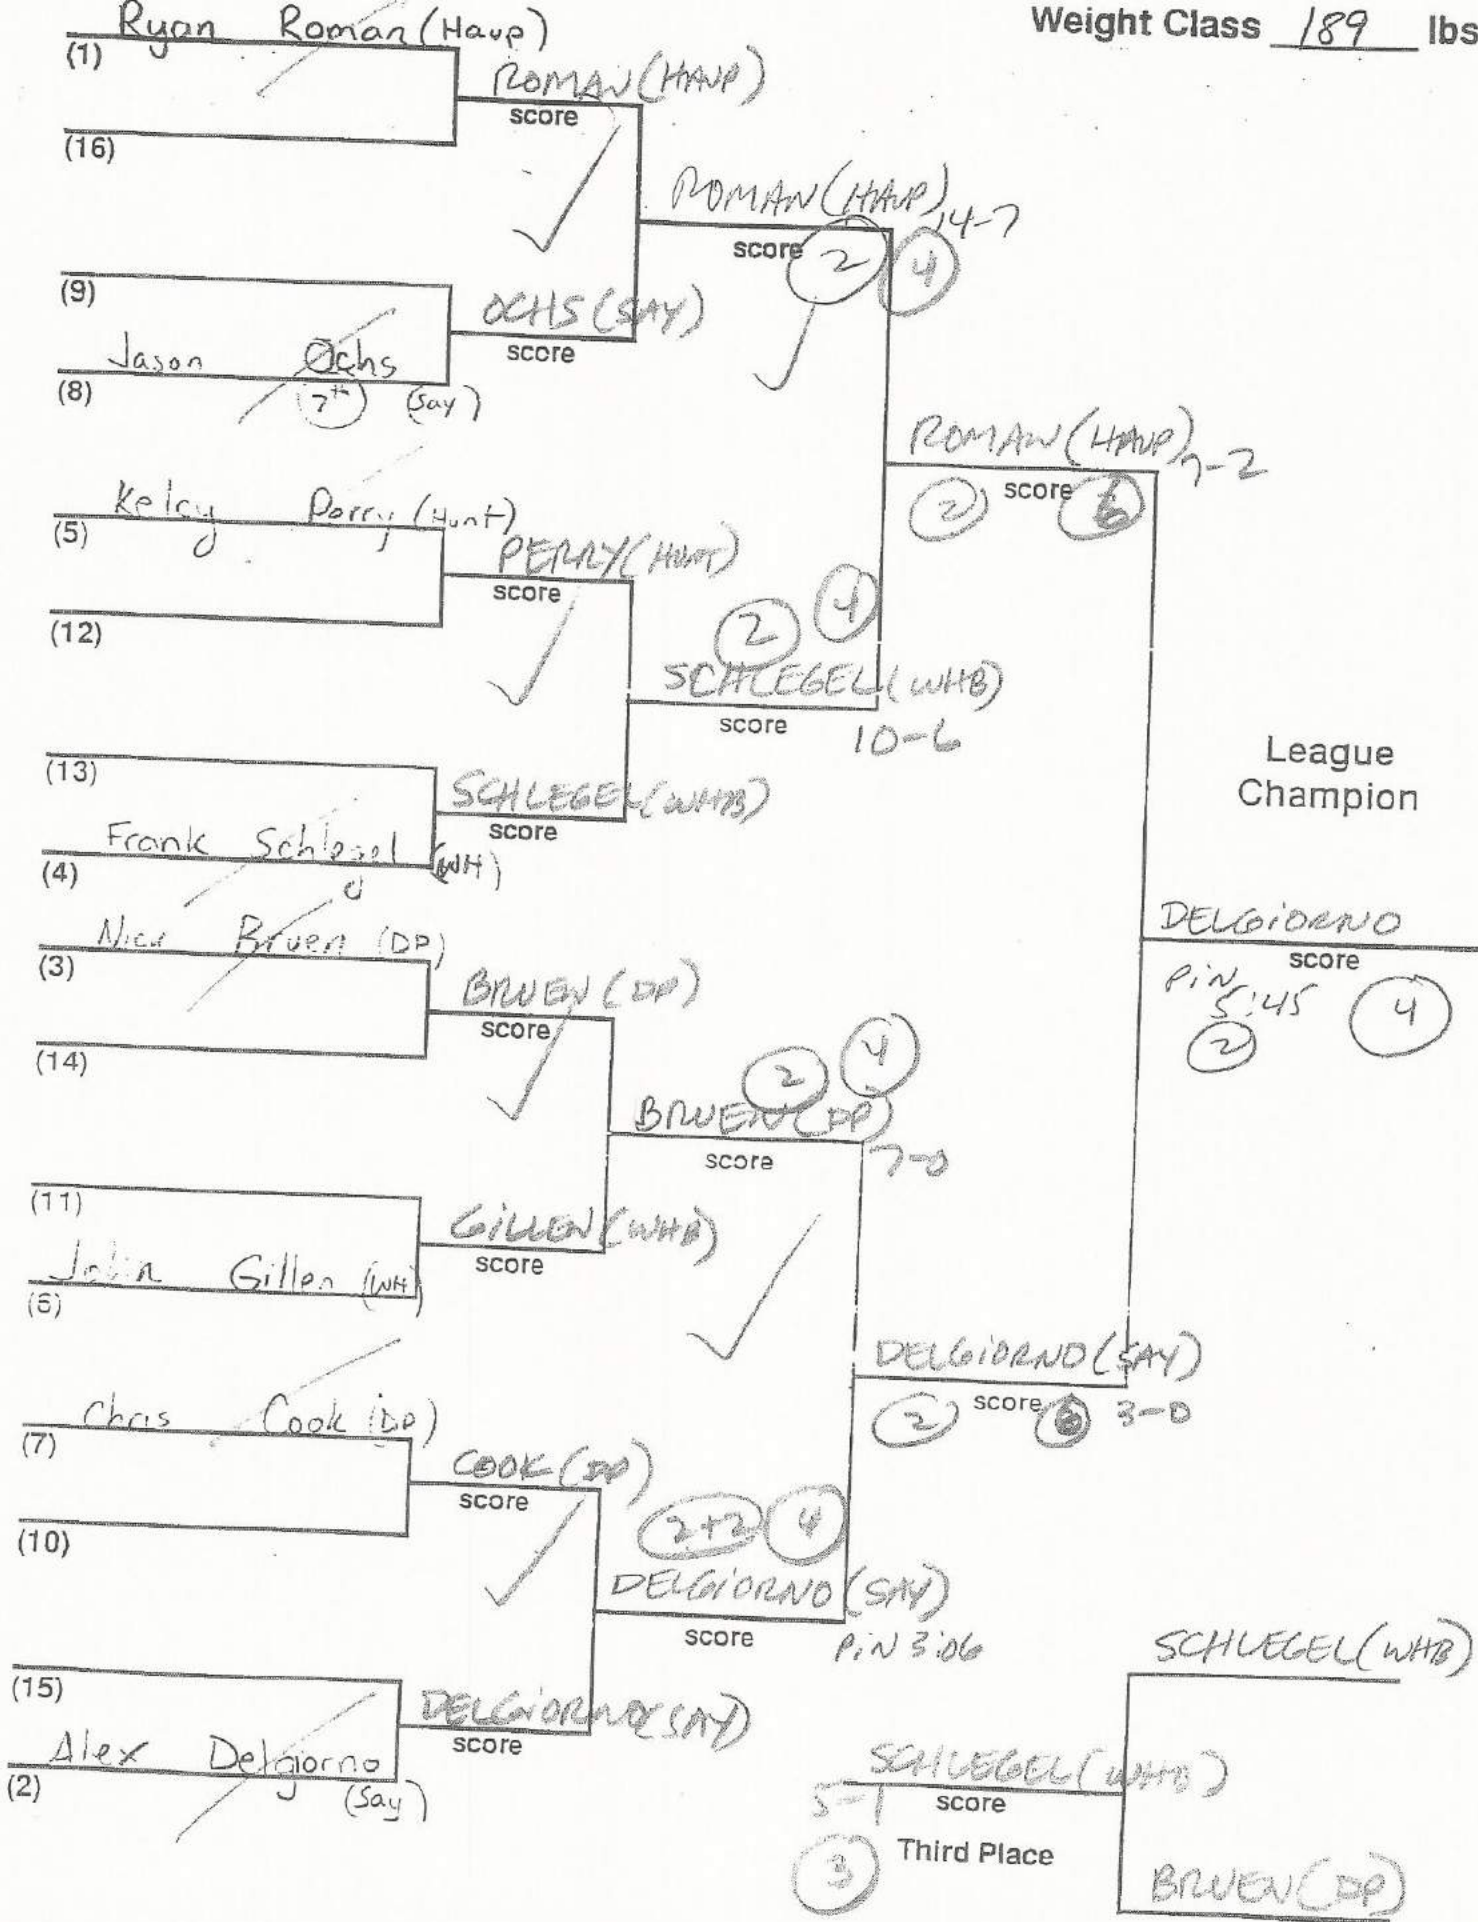 Weight Class 189 lbs
Ryan Roman (Haup)
(1)
ROMAN (HAUP)
score
(16)
ROMAN (HAUP) 14-7
score 2 4
(9)
OCHS (SAY)
score
Jason Ochs
(8) 7th (Say)
ROMAN (HAUP) 9-2
score
2 6
Kelcy Perry (Hunt)
(5)
PERRY (HUNT)
score
(12)
2 4
SCHLEGEL (WHB)
score 10-6
(13)
SCHLEGEL (WHB)
score
Frank Schlegel (WH)
(4)
League
Champion
DELGIORNO
score
PIN 5:45
2 4
Nick Bruen (DP)
(3)
BRUEN (DP)
score
(14)
2 4
BRUEN (DP)
score 7-0
(11)
GILLEN (WHB)
score
John Gillen (WH)
(6)
DELGIORNO (SAY)
2 score 6 3-0
Chris Cook (DP)
(7)
COOK (DP)
score
(10)
2+2 4
DELGIORNO (SAY)
score PIN 3:06
(15)
DELGIORNO (SAY)
score
Alex Delgiorno
(2) (Say)
SCHLEGEL (WHB)
SCHLEGEL (WHB)
5-1 score
3 Third Place
BRUEN (DP)